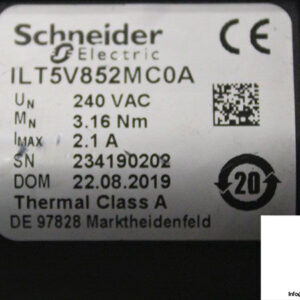 Schneider
Electric
CE
ILT5V852MC0A
UN 240 VAC
MN 3.16 Nm
IMAX 2.1 A
SN 234190202
DOM 22.08.2019
20
Thermal Class A
DE 97828 Marktheidenfeld